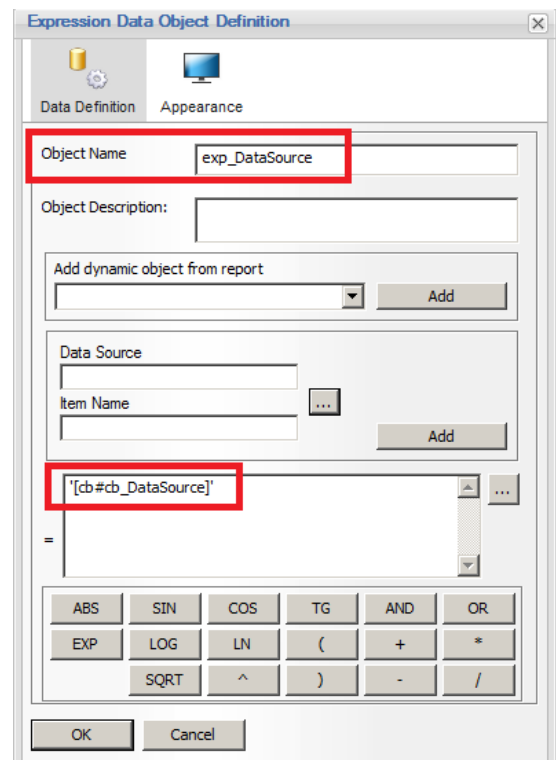 Expression Data Object Definition
Data Definition Appearance
Object Name exp_DataSource
Object Description:
Add dynamic object from report
Add
Data Source
Item Name
...
Add
'[cb#cb_DataSource]'
...
=
ABS SIN COS TG AND OR
EXP LOG LN ( + *
SQRT ^ ) - /
OK Cancel